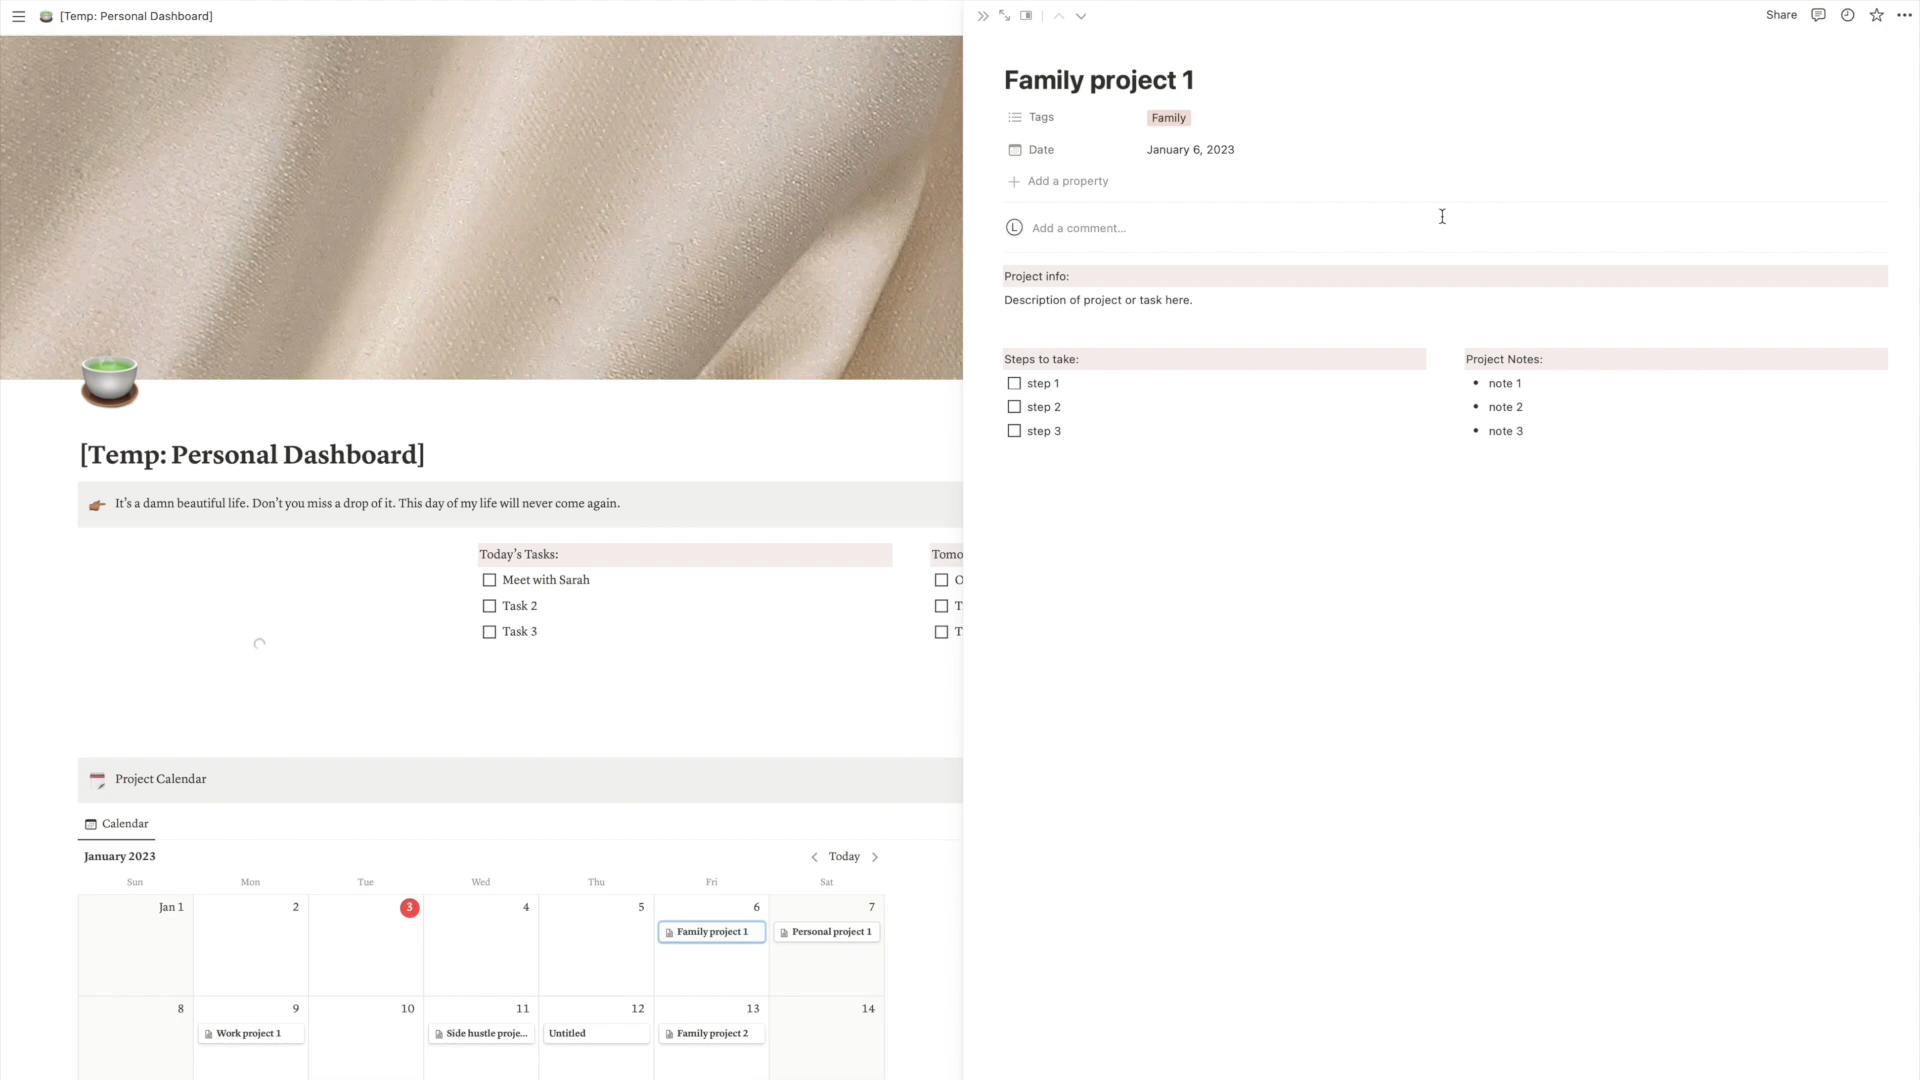 [Temp: Personal Dashboard]
[Temp: Personal Dashboard]
It's a damn beautiful life. Don't you miss a drop of it. This day of my life will never come again.
Today's Tasks:
Meet with Sarah
Task 2
Task 3
Tomo
O
T
T
Project Calendar
Calendar
January 2023
Today
Sun Mon Tue Wed Thu Fri Sat
Jan 1 2 3 4 5 6 7
Family project 1 Personal project 1
8 9 10 11 12 13 14
Work project 1 Side hustle proje... Untitled Family project 2
Share
Family project 1
Tags Family
Date January 6, 2023
Add a property
L Add a comment...
Project info:
Description of project or task here.
Steps to take:
step 1
step 2
step 3
Project Notes:
note 1
note 2
note 3